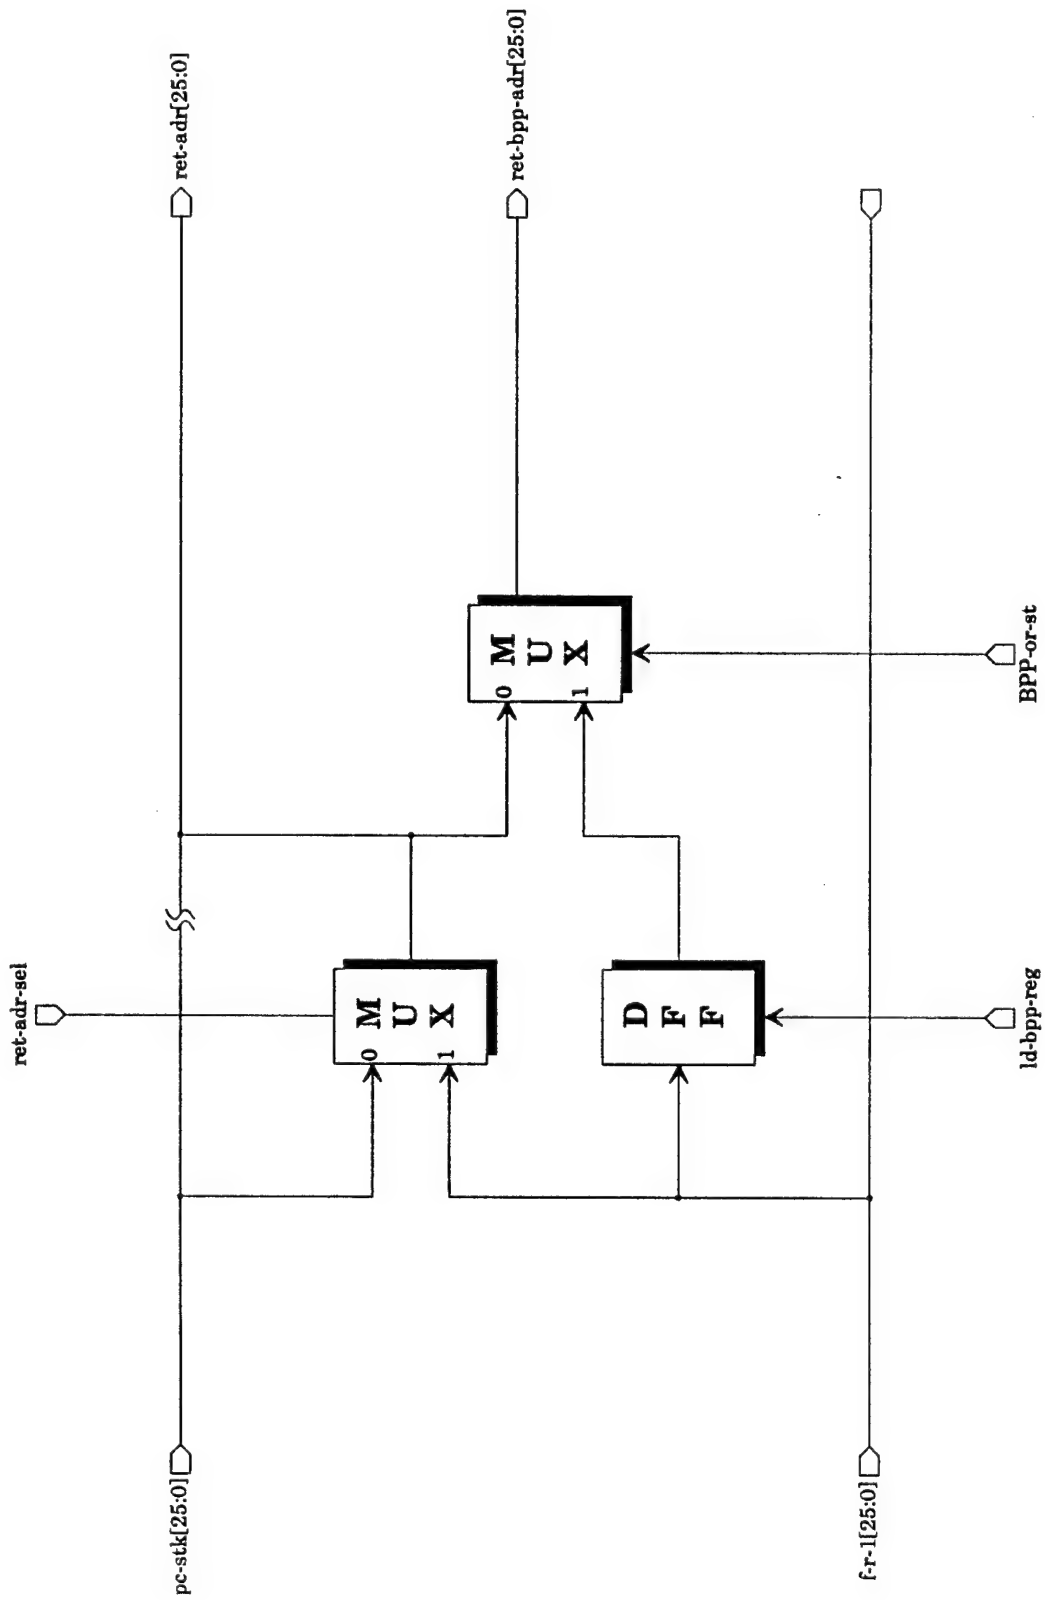 ret-adr-sel
pc-stk[25:0]
ret-adr[25:0]
0
1
M
U
X
0
1
M
U
X
ret-bpp-adr[25:0]
D
F
F
f-r-1[25:0]
ld-bpp-reg
BPP-or-st